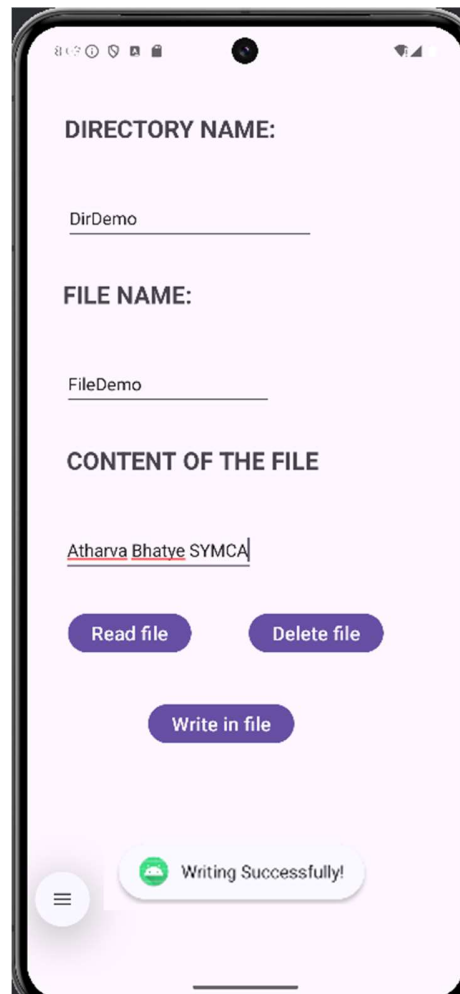 DIRECTORY NAME:
DirDemo
FILE NAME:
FileDemo
CONTENT OF THE FILE
Atharva Bhatye SYMCA
Read file Delete file
Write in file
Writing Successfully!